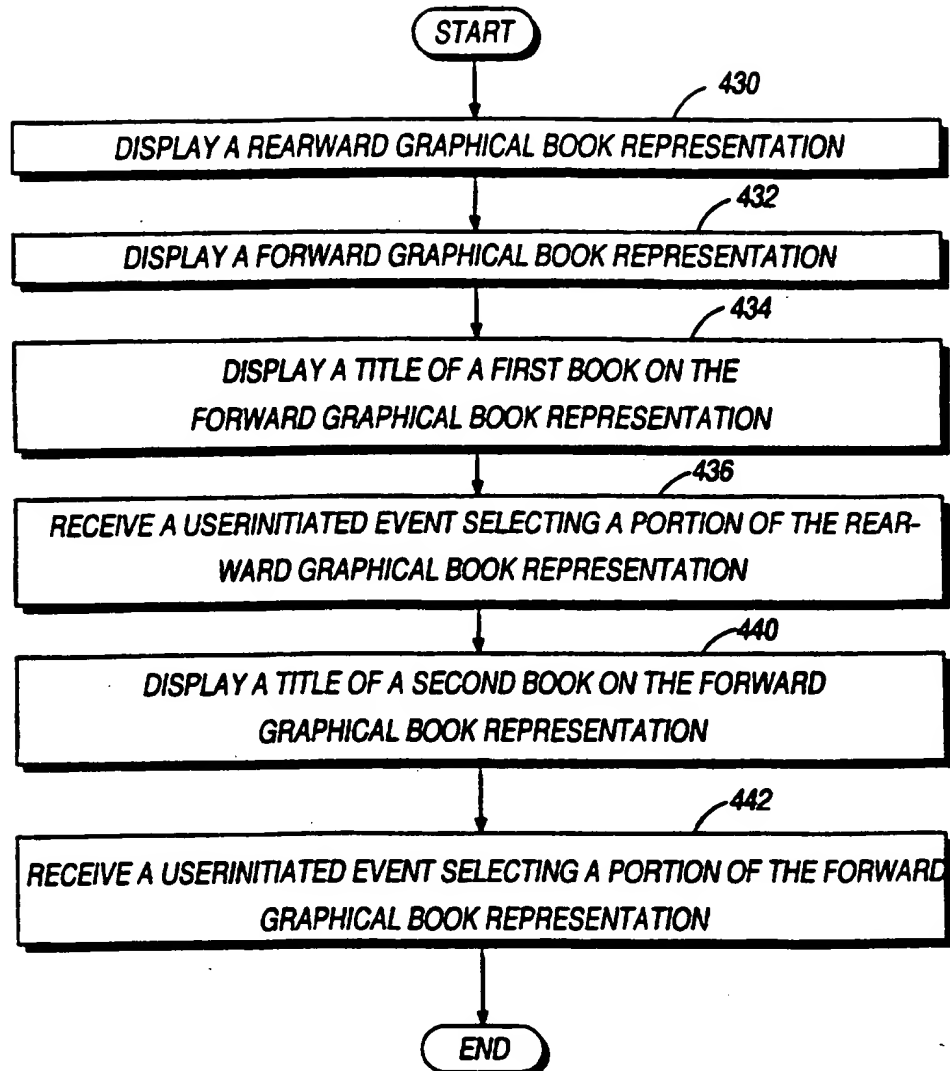 START
430
DISPLAY A REARWARD GRAPHICAL BOOK REPRESENTATION
432
DISPLAY A FORWARD GRAPHICAL BOOK REPRESENTATION
434
DISPLAY A TITLE OF A FIRST BOOK ON THE
FORWARD GRAPHICAL BOOK REPRESENTATION
436
RECEIVE A USERINITIATED EVENT SELECTING A PORTION OF THE REAR-
WARD GRAPHICAL BOOK REPRESENTATION
440
DISPLAY A TITLE OF A SECOND BOOK ON THE FORWARD
GRAPHICAL BOOK REPRESENTATION
442
RECEIVE A USERINITIATED EVENT SELECTING A PORTION OF THE FORWARD
GRAPHICAL BOOK REPRESENTATION
END